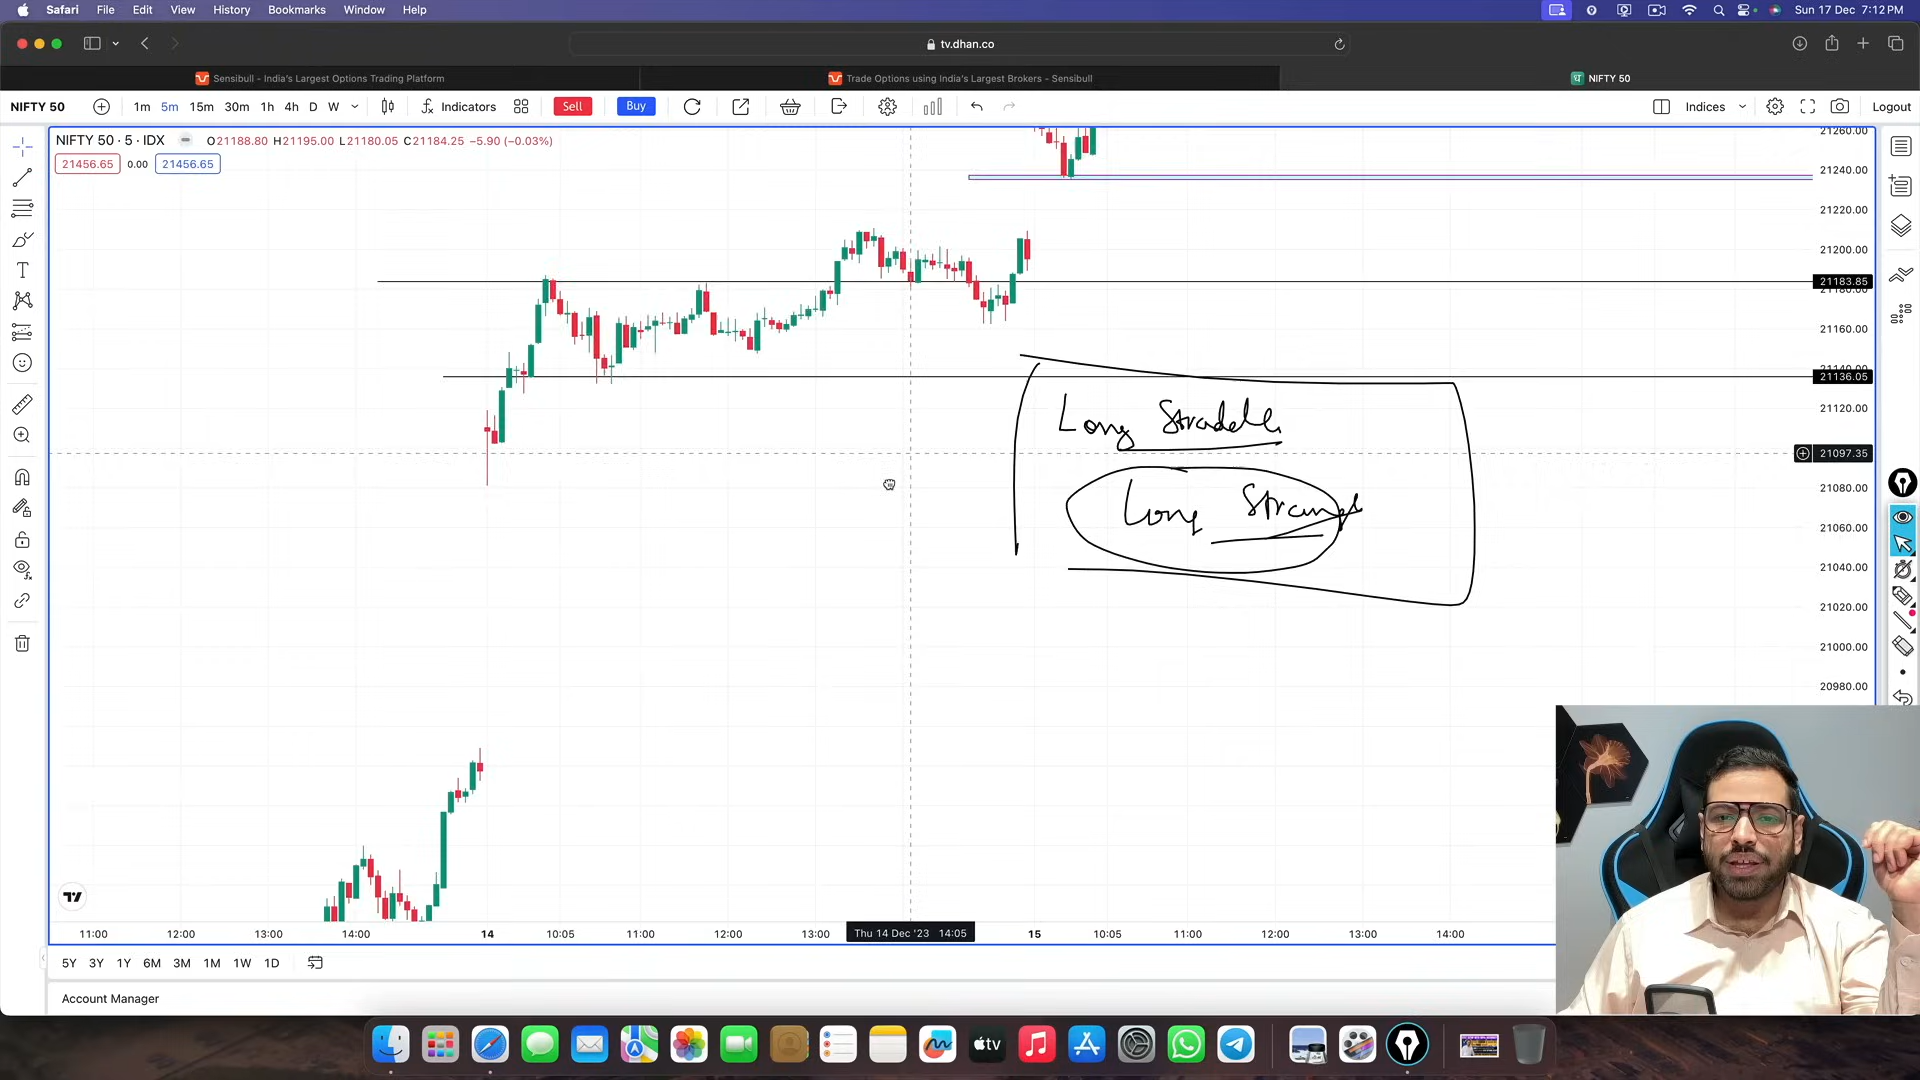 Safari File Edit View History Bookmarks Window Help Sun 17 Dec 7:12 PM
tv.dhan.co
Sensibull - India's Largest Options Trading Platform Trade Options using India's Largest Brokers - Sensibull NIFTY 50
NIFTY 50 1m 5m 15m 30m 1h 4h D W Indicators Sell Buy Indices Logout
NIFTY 50 · 5 · IDX O21188.80 H21195.00 L21180.05 C21184.25 −5.90 (−0.03%)
21456.65 0.00 21456.65
21260.00
21240.00
21220.00
21200.00
21183.85
21180.00
21160.00
21140.00
21136.05
21120.00
21097.35
21080.00
21060.00
21040.00
21020.00
21000.00
20980.00
Long Straddle
Long Strangle
11:00 12:00 13:00 14:00 14 10:05 11:00 12:00 13:00 Thu 14 Dec '23 14:05 15 10:05 11:00 12:00 13:00 14:00
5Y 3Y 1Y 6M 3M 1M 1W 1D
Account Manager
tv